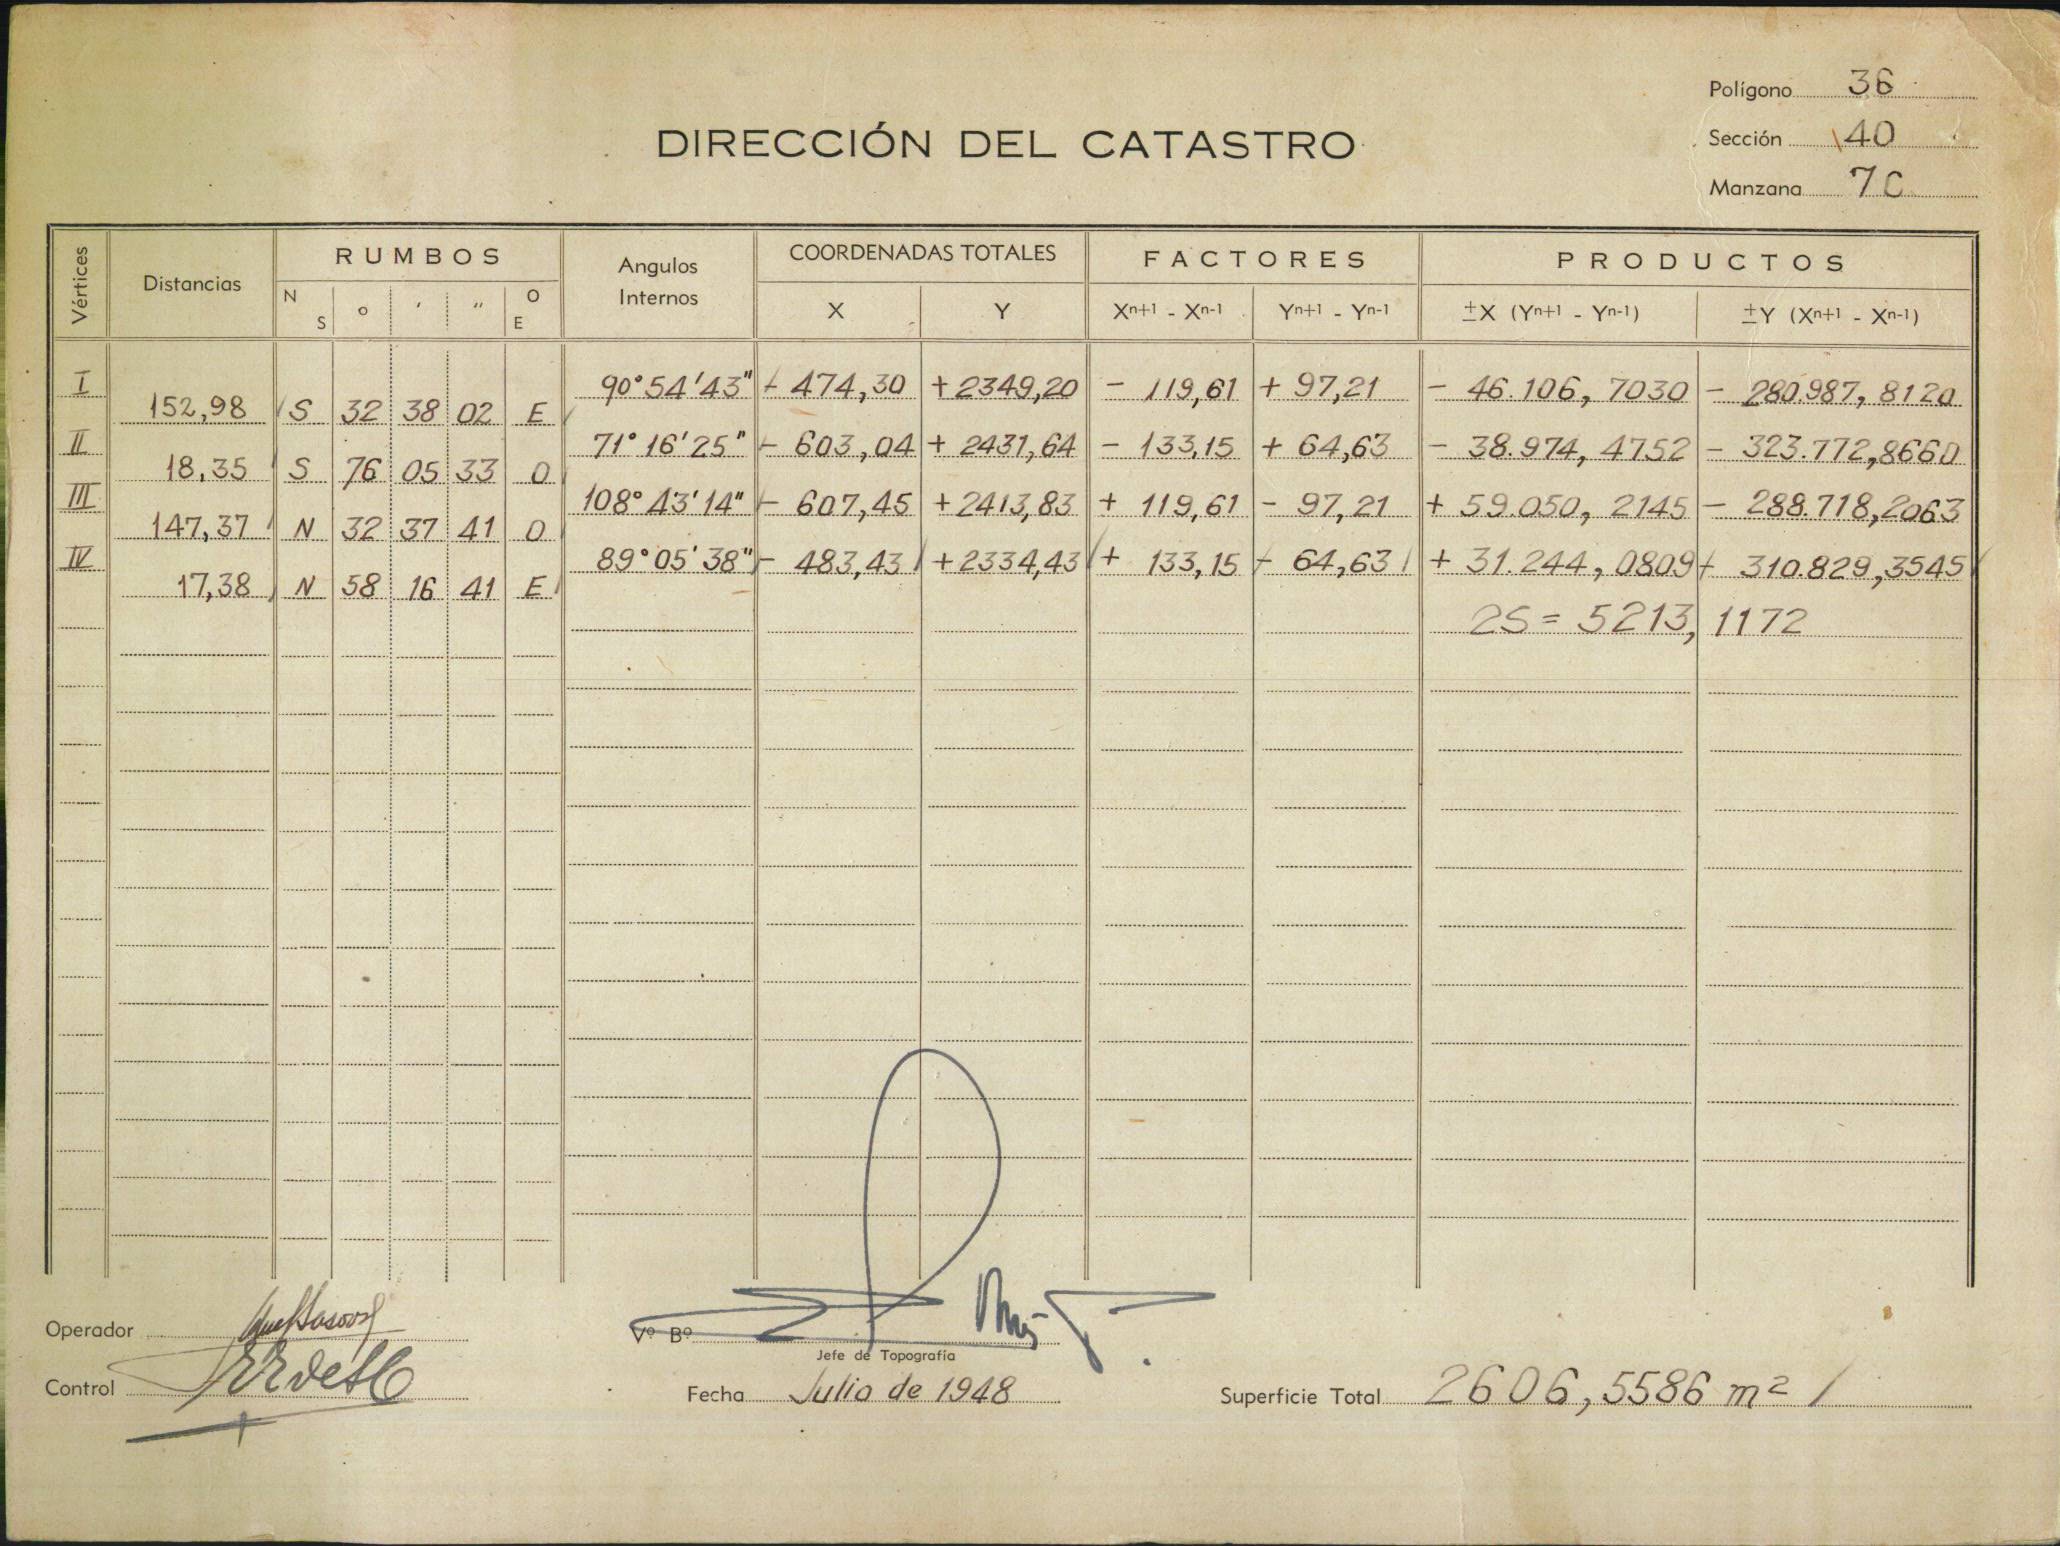 Polígono 36
DIRECCIÓN DEL CATASTRO
Sección 40
Manzana 7C
Vértices Distancias RUMBOS Angulos Internos COORDENADAS TOTALES FACTORES PRODUCTOS
N S ° ' " O E X Y Xn+1 - Xn-1 Yn+1 - Yn-1 ±X (Yn+1 - Yn-1) ±Y (Xn+1 - Xn-1)
I 90° 54' 43" - 474,30 + 2349,20 - 119,61 + 97,21 - 46.106, 7030 - 280.987, 8120
152,98 S 32 38 02 E
II 71° 16' 25" - 603,04 + 2431,64 - 133,15 + 64,63 - 38.974, 4752 - 323.772,8660
18,35 S 76 05 33 O
III 108° 43' 14" - 607,45 + 2413,83 + 119,61 - 97,21 + 59.050, 2145 - 288.718,2063
147,37 N 32 37 41 O
IV 89° 05' 38" - 483,43 + 2334,43 + 133,15 - 64,63 + 31.244, 0809 + 310.829,3545
17,38 N 58 16 41 E
2S = 5213,1172
Operador
Vº Bº
Jefe de Topografía
Control
Fecha Julio de 1948
Superficie Total 2606,5586 m²